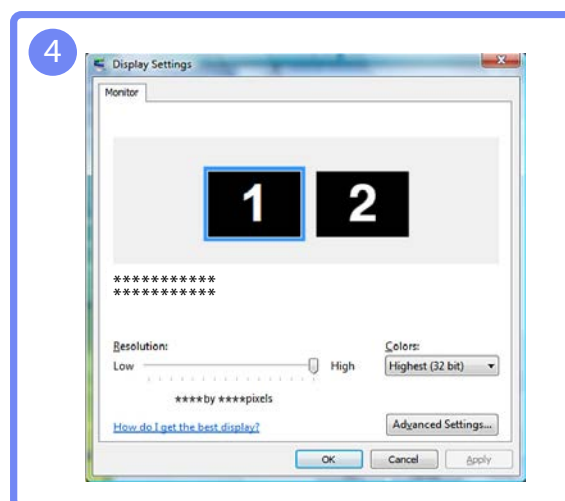 4
Display Settings
Monitor
1 2
***********
***********
Resolution: Colors:
Low High Highest (32 bit)
****by ****pixels
How do I get the best display? Advanced Settings...
OK Cancel Apply